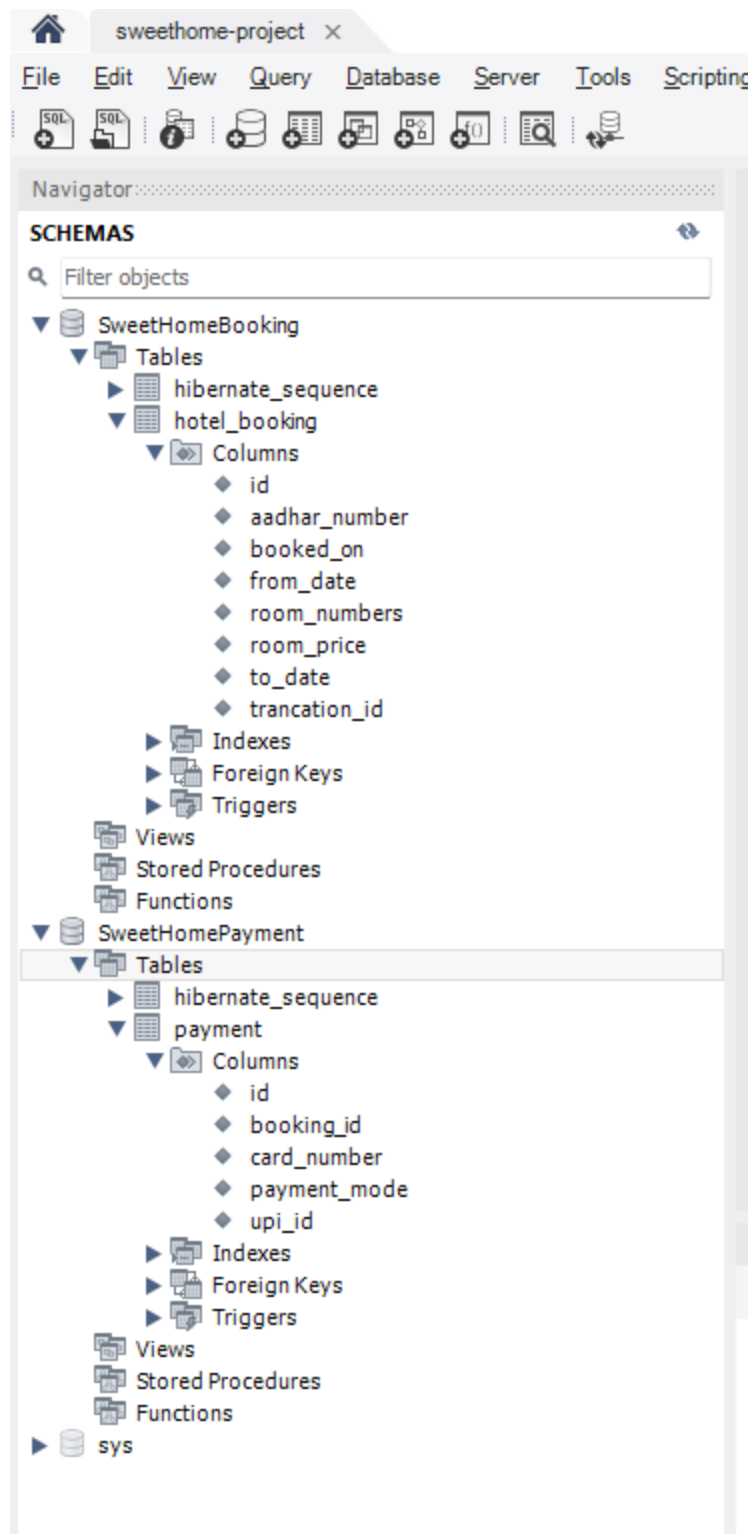 sweethome-project ×
File Edit View Query Database Server Tools Scripting
SQL SQL
Navigator
SCHEMAS
Filter objects
SweetHomeBooking
Tables
hibernate_sequence
hotel_booking
Columns
id
aadhar_number
booked_on
from_date
room_numbers
room_price
to_date
trancation_id
Indexes
Foreign Keys
Triggers
Views
Stored Procedures
Functions
SweetHomePayment
Tables
hibernate_sequence
payment
Columns
id
booking_id
card_number
payment_mode
upi_id
Indexes
Foreign Keys
Triggers
Views
Stored Procedures
Functions
sys